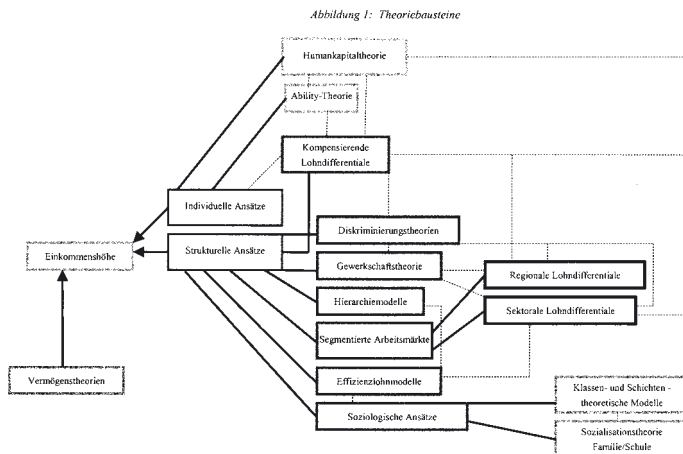 Abbildung 1: Theoriebausteine
Humankapitaltheorie
Ability-Theorie
Kompensierende
Lohndifferentiale
Individuelle Ansätze
Diskriminierungstheorien
Strukturelle Ansätze
Einkommenshöhe
Gewerkschaftstheorie
Regionale Lohndifferentiale
Hierarchiemodelle
Sektorale Lohndifferentiale
Segmentierte Arbeitsmärkte
Vermögenstheorien
Effizienzlohnmodelle
Klassen- und Schichten -
theoretische Modelle
Soziologische Ansätze
Sozialisationstheorie
Familie/Schule